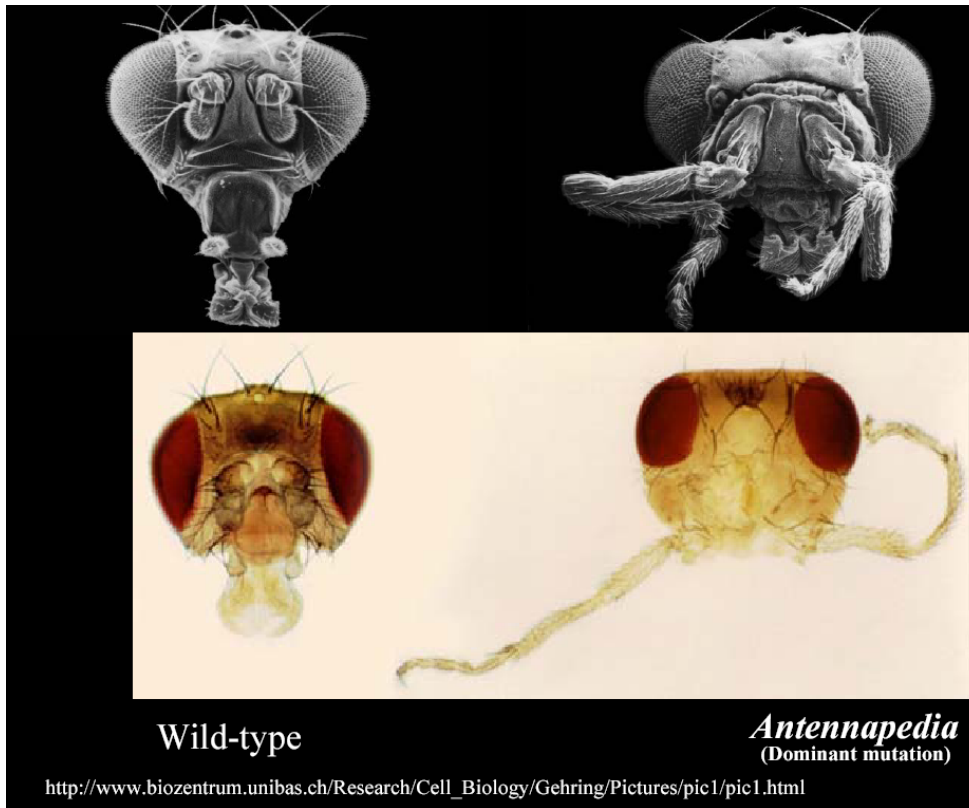 Wild-type
Antennapedia
(Dominant mutation)
http://www.biozentrum.unibas.ch/Research/Cell_Biology/Gehring/Pictures/pic1/pic1.html